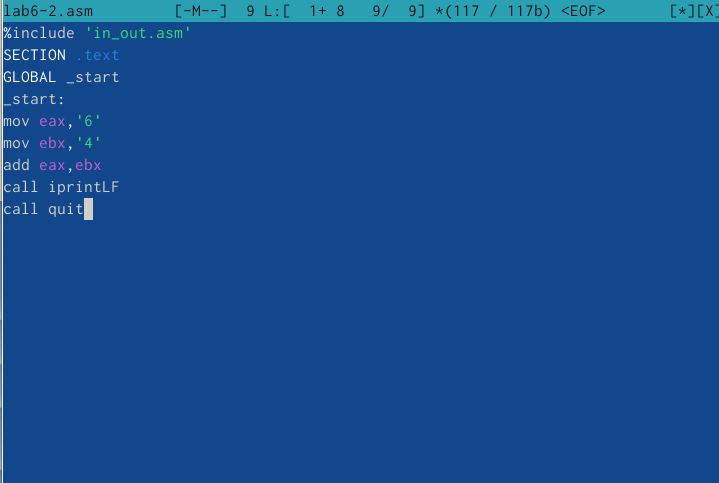 lab6-2.asm [-M--] 9 L:[ 1+ 8 9/ 9] *(117 / 117b) <EOF> [*][X]
%include 'in_out.asm'
SECTION .text
GLOBAL _start
_start:
mov eax,'6'
mov ebx,'4'
add eax,ebx
call iprintLF
call quit